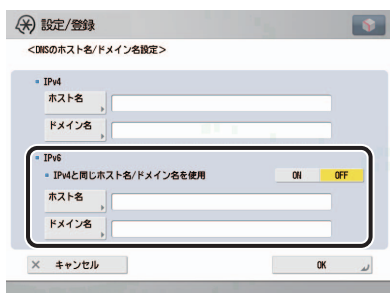 設定/登録
<DNSのホスト名/ドメイン名設定>
IPv4
ホスト名
ドメイン名
IPv6
IPv4と同じホスト名/ドメイン名を使用 ON OFF
ホスト名
ドメイン名
× キャンセル OK